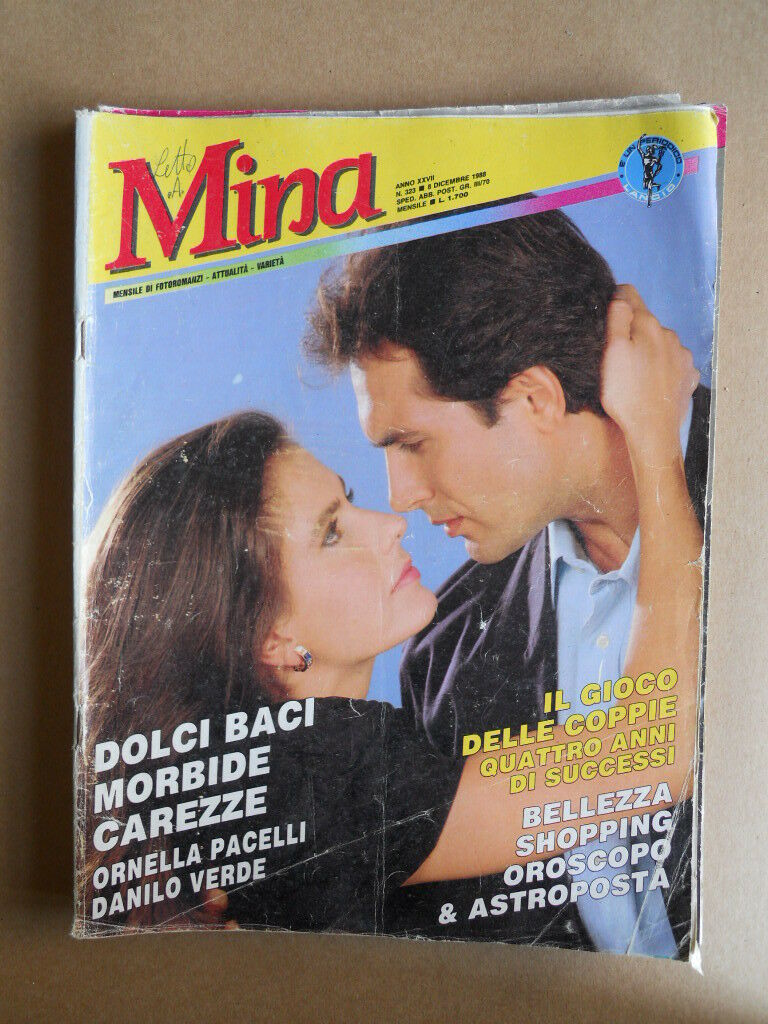 Letto
"A"
Mina
ANNO XXVII
N. 323 ■ 8 DICEMBRE 1988
SPED. ABB. POST. GR. III/70
MENSILE ■ L. 1.700
È UN PERIODICO
LANCIO
MENSILE DI FOTOROMANZI - ATTUALITÀ - VARIETÀ
DOLCI BACI
MORBIDE
CAREZZE
ORNELLA PACELLI
DANILO VERDE
IL GIOCO
DELLE COPPIE
QUATTRO ANNI
DI SUCCESSI
BELLEZZA
SHOPPING
OROSCOPO
& ASTROPOSTA